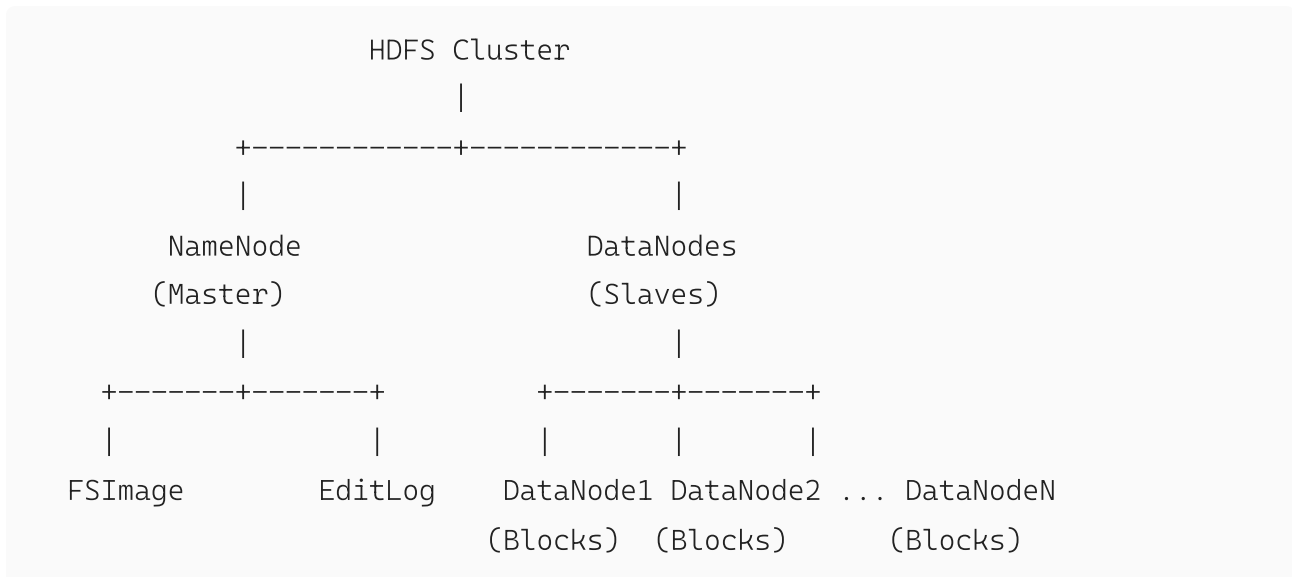 HDFS Cluster
|
+------------+------------+
| |
NameNode DataNodes
(Master) (Slaves)
| |
+-------+-------+ +-------+-------+
| | | | |
FSImage EditLog DataNode1 DataNode2 ... DataNodeN
(Blocks) (Blocks) (Blocks)